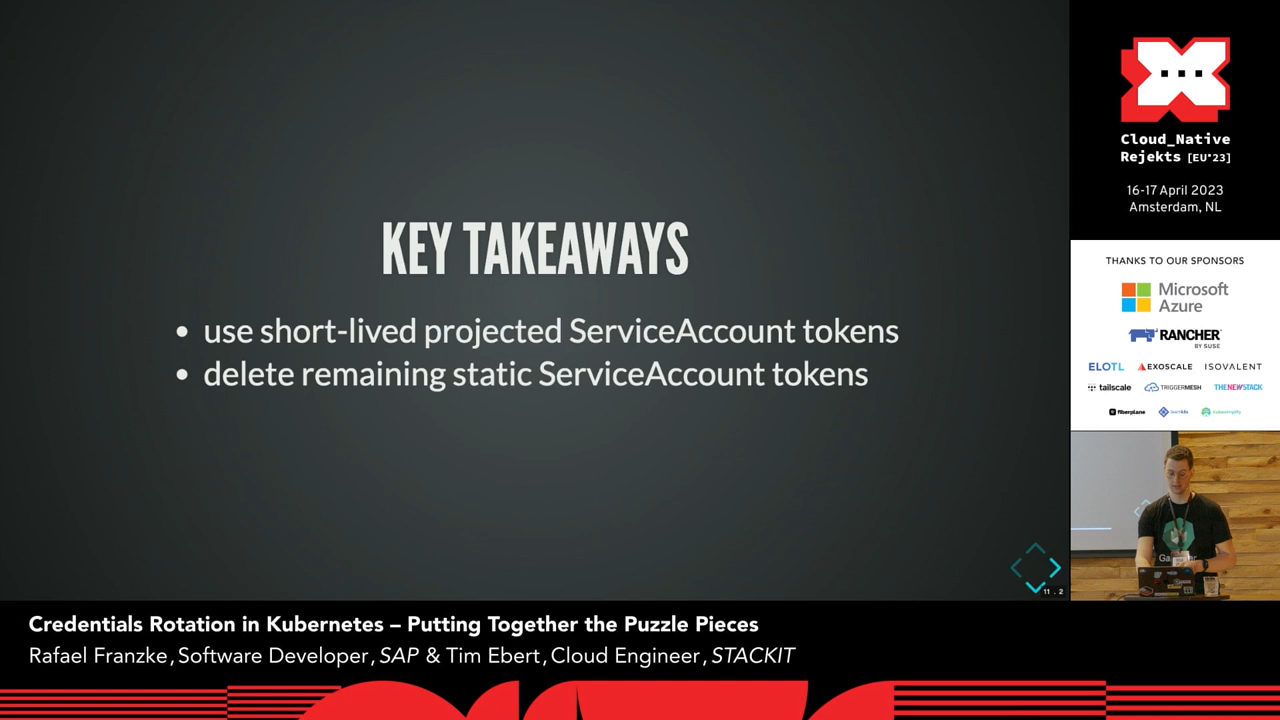 KEY TAKEAWAYS
• use short-lived projected ServiceAccount tokens
• delete remaining static ServiceAccount tokens
11.2
Cloud_Native
Rejekts [EU'23]
16-17 April 2023
Amsterdam, NL
THANKS TO OUR SPONSORS
Microsoft
Azure
RANCHER
BY SUSE
ELOTL
EXOSCALE
ISOVALENT
tailscale
TRIGGERMESH
THENEWSTACK
fiberplane
kubesimplify
Credentials Rotation in Kubernetes – Putting Together the Puzzle Pieces
Rafael Franzke, Software Developer, SAP & Tim Ebert, Cloud Engineer, STACKIT